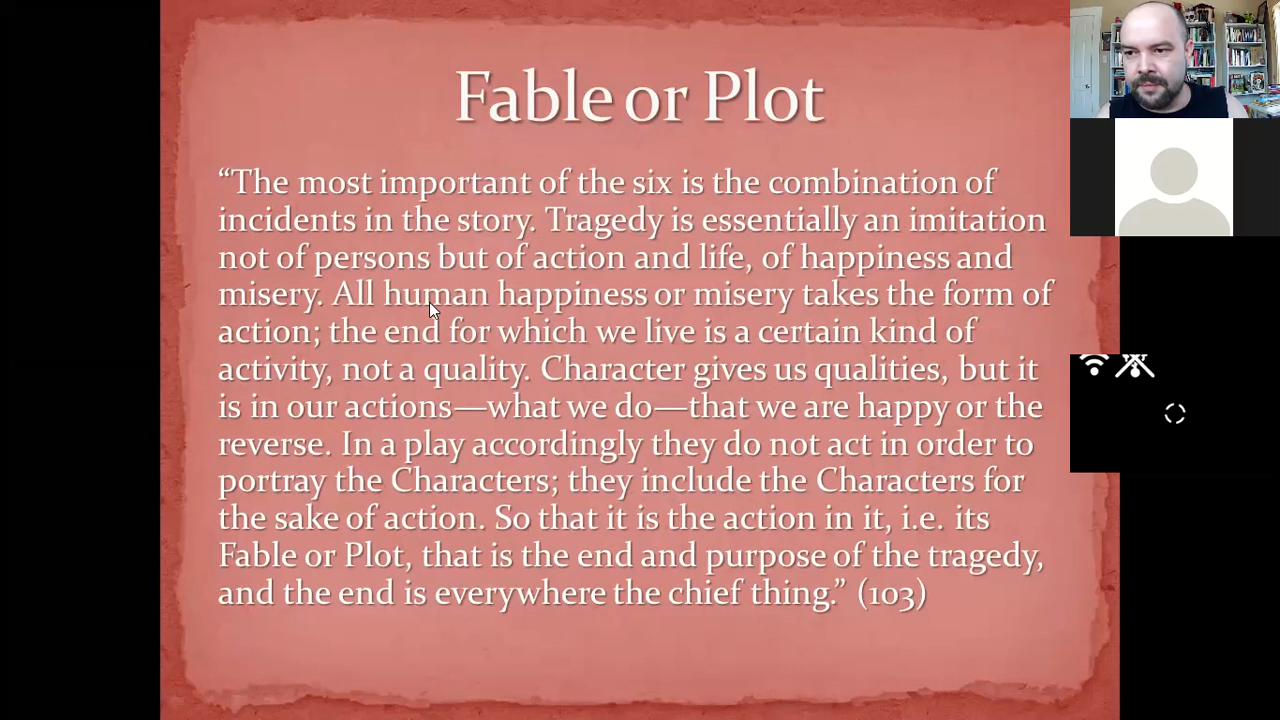 Fable or Plot
“The most important of the six is the combination of
incidents in the story. Tragedy is essentially an imitation
not of persons but of action and life, of happiness and
misery. All human happiness or misery takes the form of
action; the end for which we live is a certain kind of
activity, not a quality. Character gives us qualities, but it
is in our actions—what we do—that we are happy or the
reverse. In a play accordingly they do not act in order to
portray the Characters; they include the Characters for
the sake of action. So that it is the action in it, i.e. its
Fable or Plot, that is the end and purpose of the tragedy,
and the end is everywhere the chief thing.” (103)